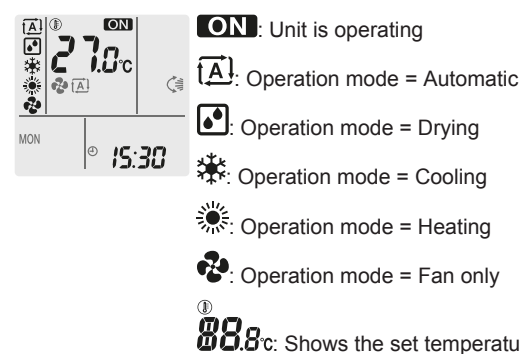 ON
27.0°C
A
MON
15:30
ON: Unit is operating
A: Operation mode = Automatic
: Operation mode = Drying
: Operation mode = Cooling
: Operation mode = Heating
: Operation mode = Fan only
88.8°C: Shows the set temperatu